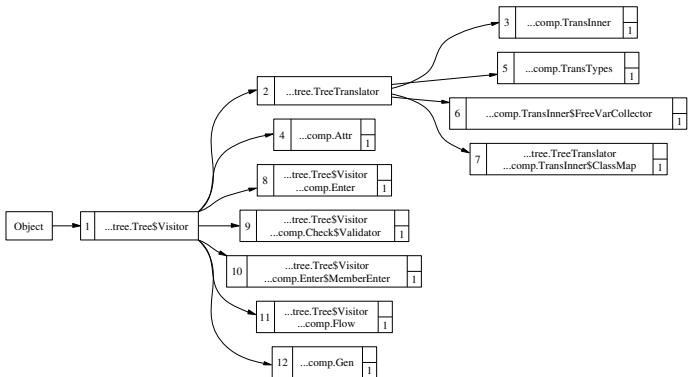 3 ...comp.TransInner 1
5 ...comp.TransTypes 1
2 ...tree.TreeTranslator
6 ...comp.TransInner$FreeVarCollector 1
4 ...comp.Attr 1
7 ...tree.TreeTranslator
...comp.TransInner$ClassMap 1
8 ...tree.Tree$Visitor
...comp.Enter 1
Object
1 ...tree.Tree$Visitor
9 ...tree.Tree$Visitor
...comp.Check$Validator 1
10 ...tree.Tree$Visitor
...comp.Enter$MemberEnter 1
11 ...tree.Tree$Visitor
...comp.Flow 1
12 ...comp.Gen 1